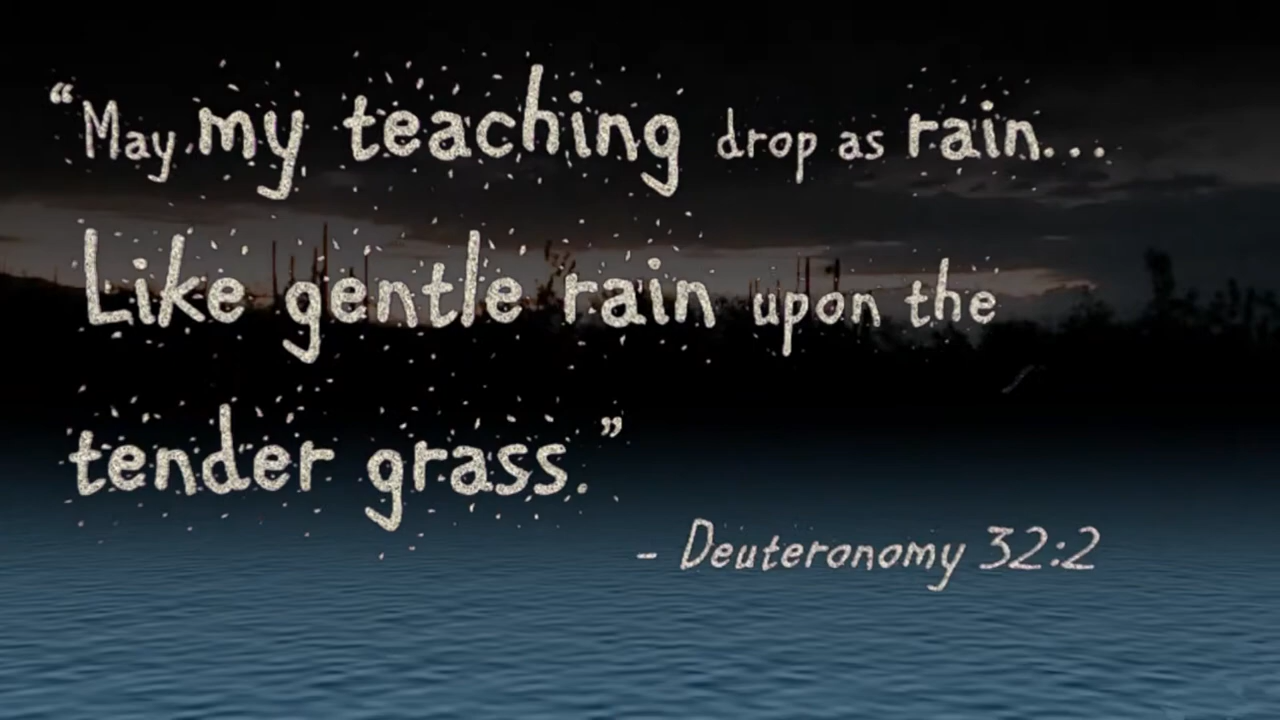 “May my teaching drop as rain...
Like gentle rain upon the
tender grass.”
- Deuteronomy 32:2